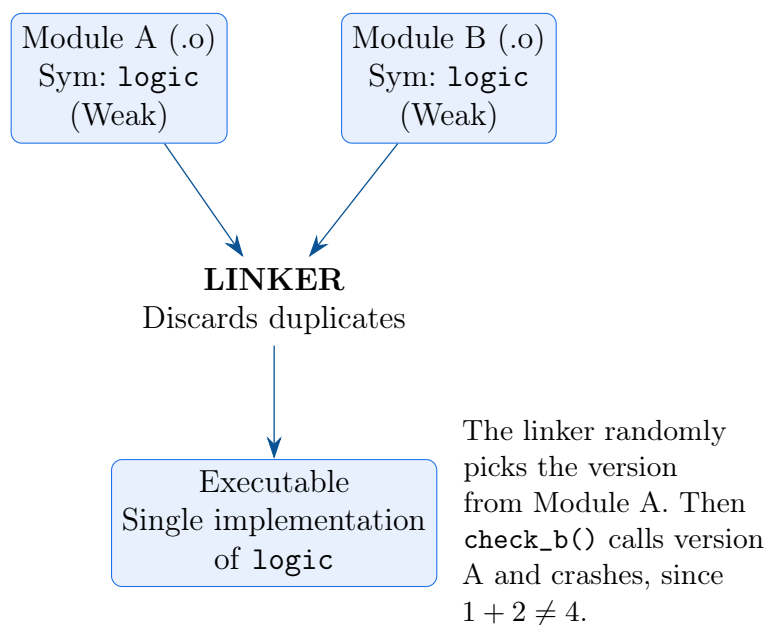 Module A (.o)
Sym: logic
(Weak)
Module B (.o)
Sym: logic
(Weak)
LINKER
Discards duplicates
Executable
Single implementation
of logic
The linker randomly
picks the version
from Module A. Then
check_b() calls version
A and crashes, since
1 + 2 ≠ 4.